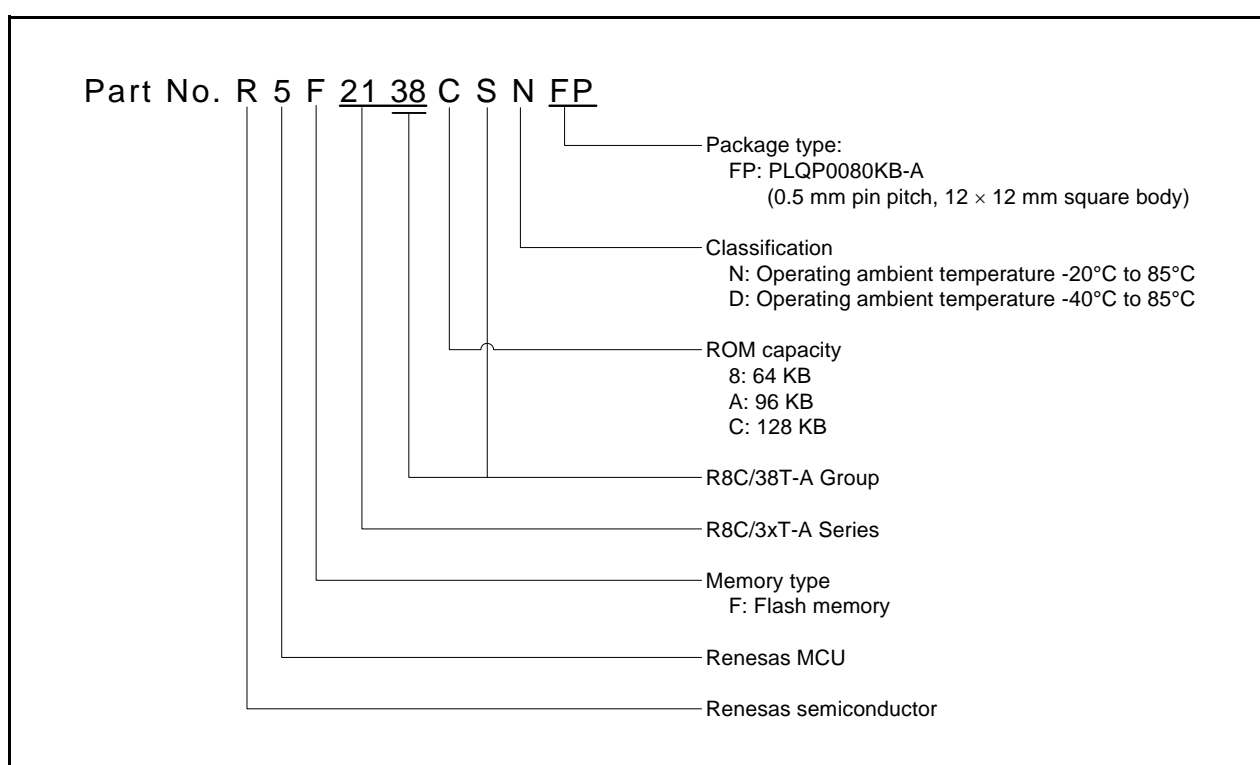 Part No. R 5 F 21 38 C S N FP
Package type:
FP: PLQP0080KB-A
(0.5 mm pin pitch, 12 × 12 mm square body)
Classification
N: Operating ambient temperature -20°C to 85°C
D: Operating ambient temperature -40°C to 85°C
ROM capacity
8: 64 KB
A: 96 KB
C: 128 KB
R8C/38T-A Group
R8C/3xT-A Series
Memory type
F: Flash memory
Renesas MCU
Renesas semiconductor